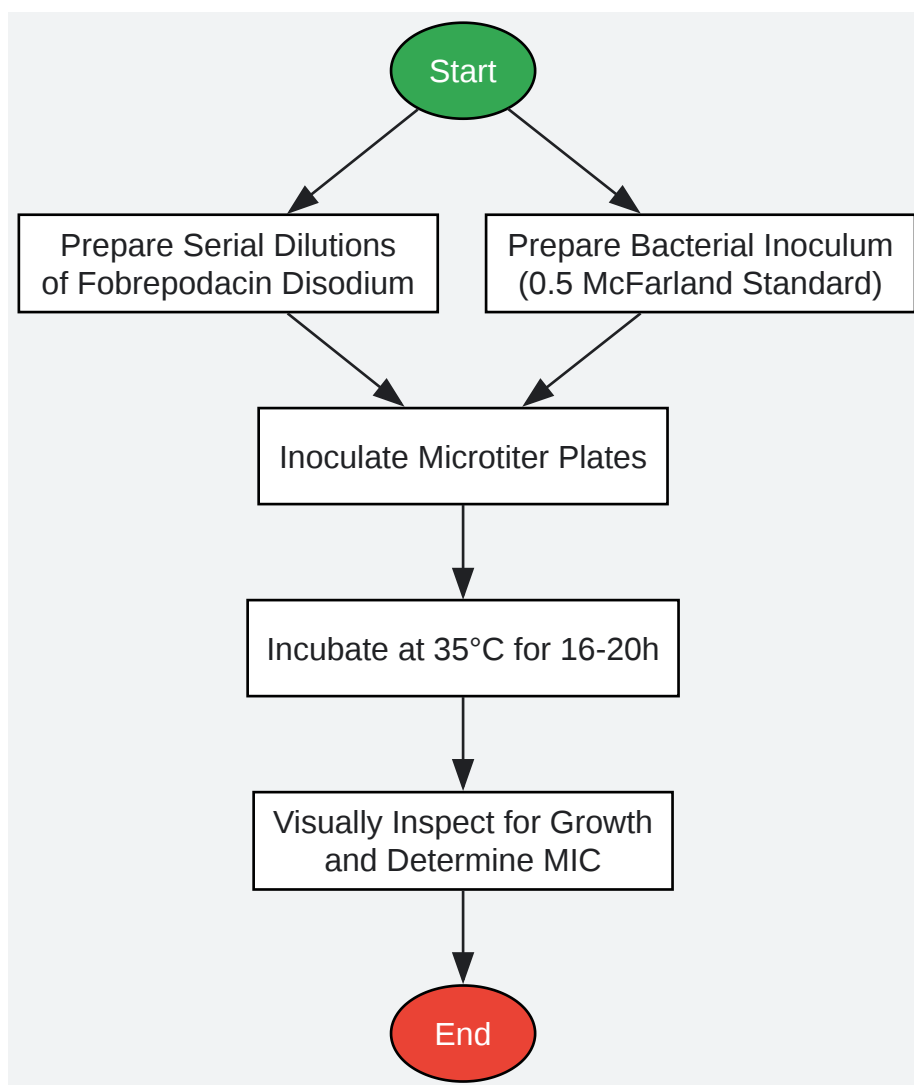 Start
Prepare Serial Dilutions
of Fobrepodacin Disodium
Prepare Bacterial Inoculum
(0.5 McFarland Standard)
Inoculate Microtiter Plates
Incubate at 35°C for 16-20h
Visually Inspect for Growth
and Determine MIC
End